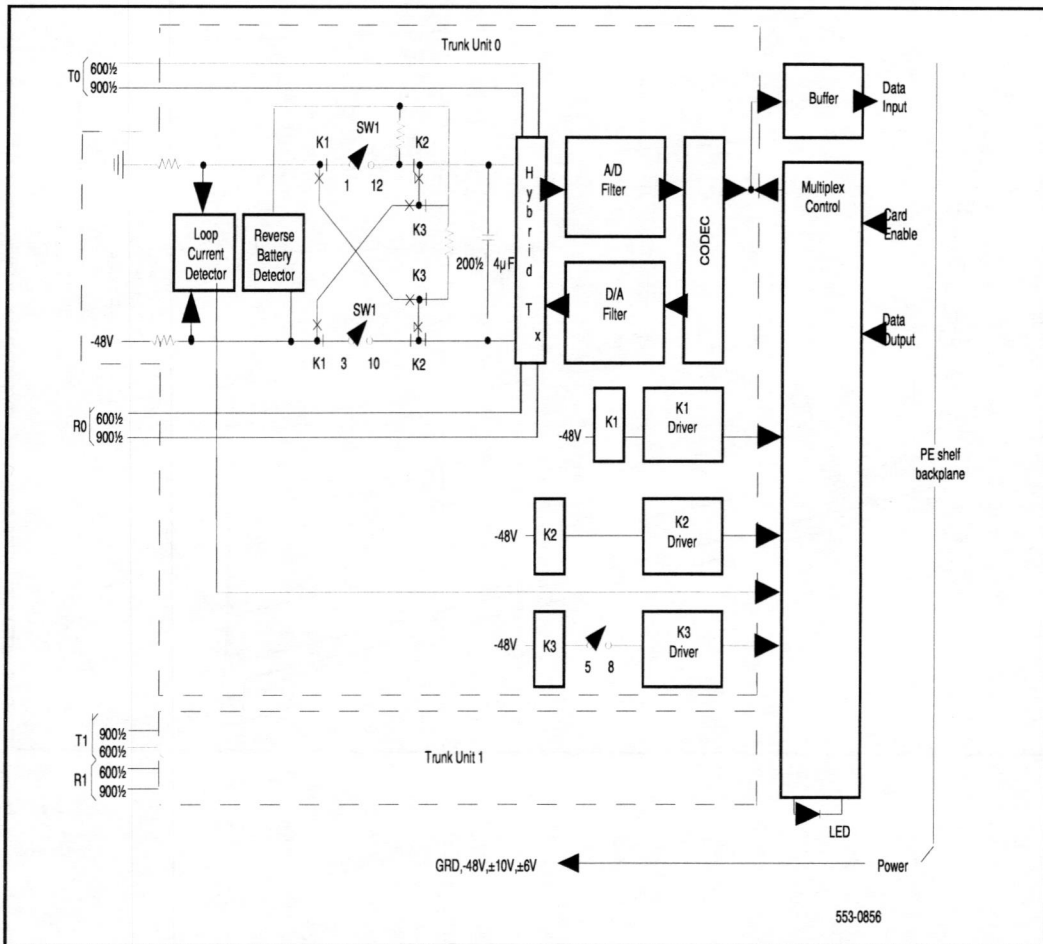 Trunk Unit 0
T0
600½
900½
Buffer
Data
Input
SW1
K1
K2
1
12
Hybrid Tx
A/D
Filter
CODEC
Multiplex
Control
Card
Enable
Loop
Current
Detector
Reverse
Battery
Detector
K3
200½
4µF
K3
D/A
Filter
SW1
-48V
K1
3
10
K2
Data
Output
R0
600½
900½
-48V
K1
K1
Driver
PE shelf
backplane
-48V
K2
K2
Driver
-48V
K3
5
8
K3
Driver
T1
900½
600½
R1
600½
900½
Trunk Unit 1
LED
GRD,-48V,±10V,±6V
Power
553-0856